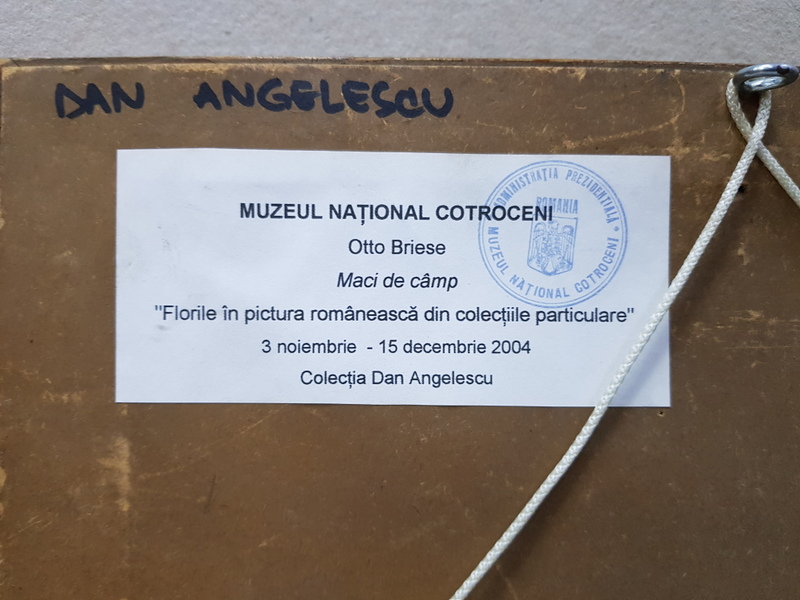 DAN ANGELESCU
MUZEUL NAȚIONAL COTROCENI
Otto Briese
Maci de câmp
"Florile în pictura românească din colecțiile particulare"
3 noiembrie - 15 decembrie 2004
Colecția Dan Angelescu
ADMINISTRAȚIA PREZIDENȚIALĂ *
ROMANIA
MUZEUL NAȚIONAL COTROCENI